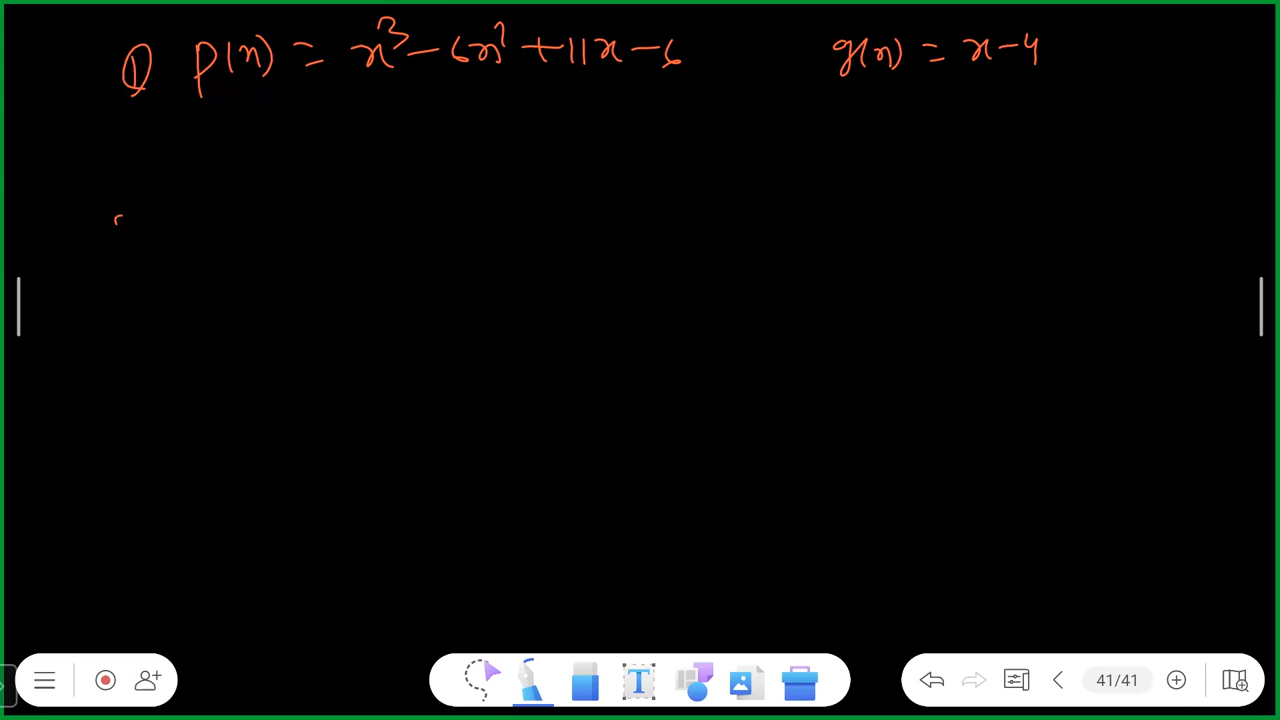 ① p(x) = x³ - 6x² + 11x - 6 g(x) = x - 4
41/41